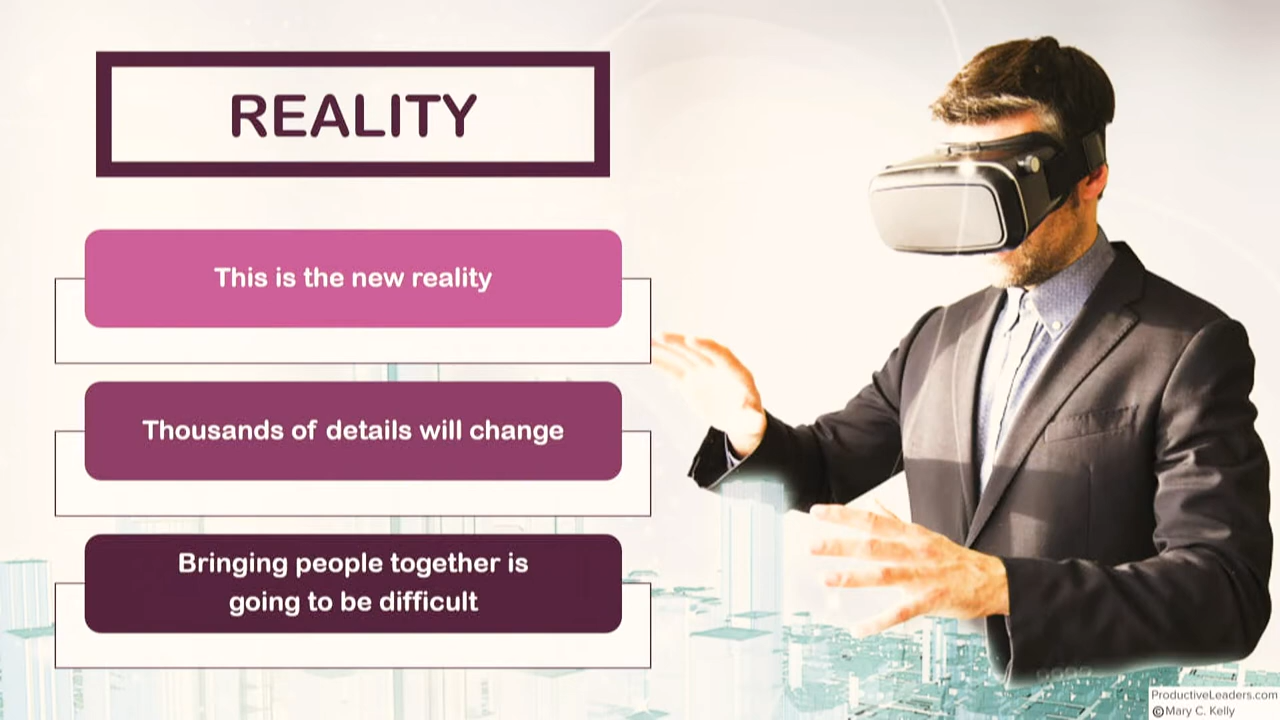 REALITY
This is the new reality
Thousands of details will change
Bringing people together is
going to be difficult
ProductiveLeaders.com
©Mary C. Kelly